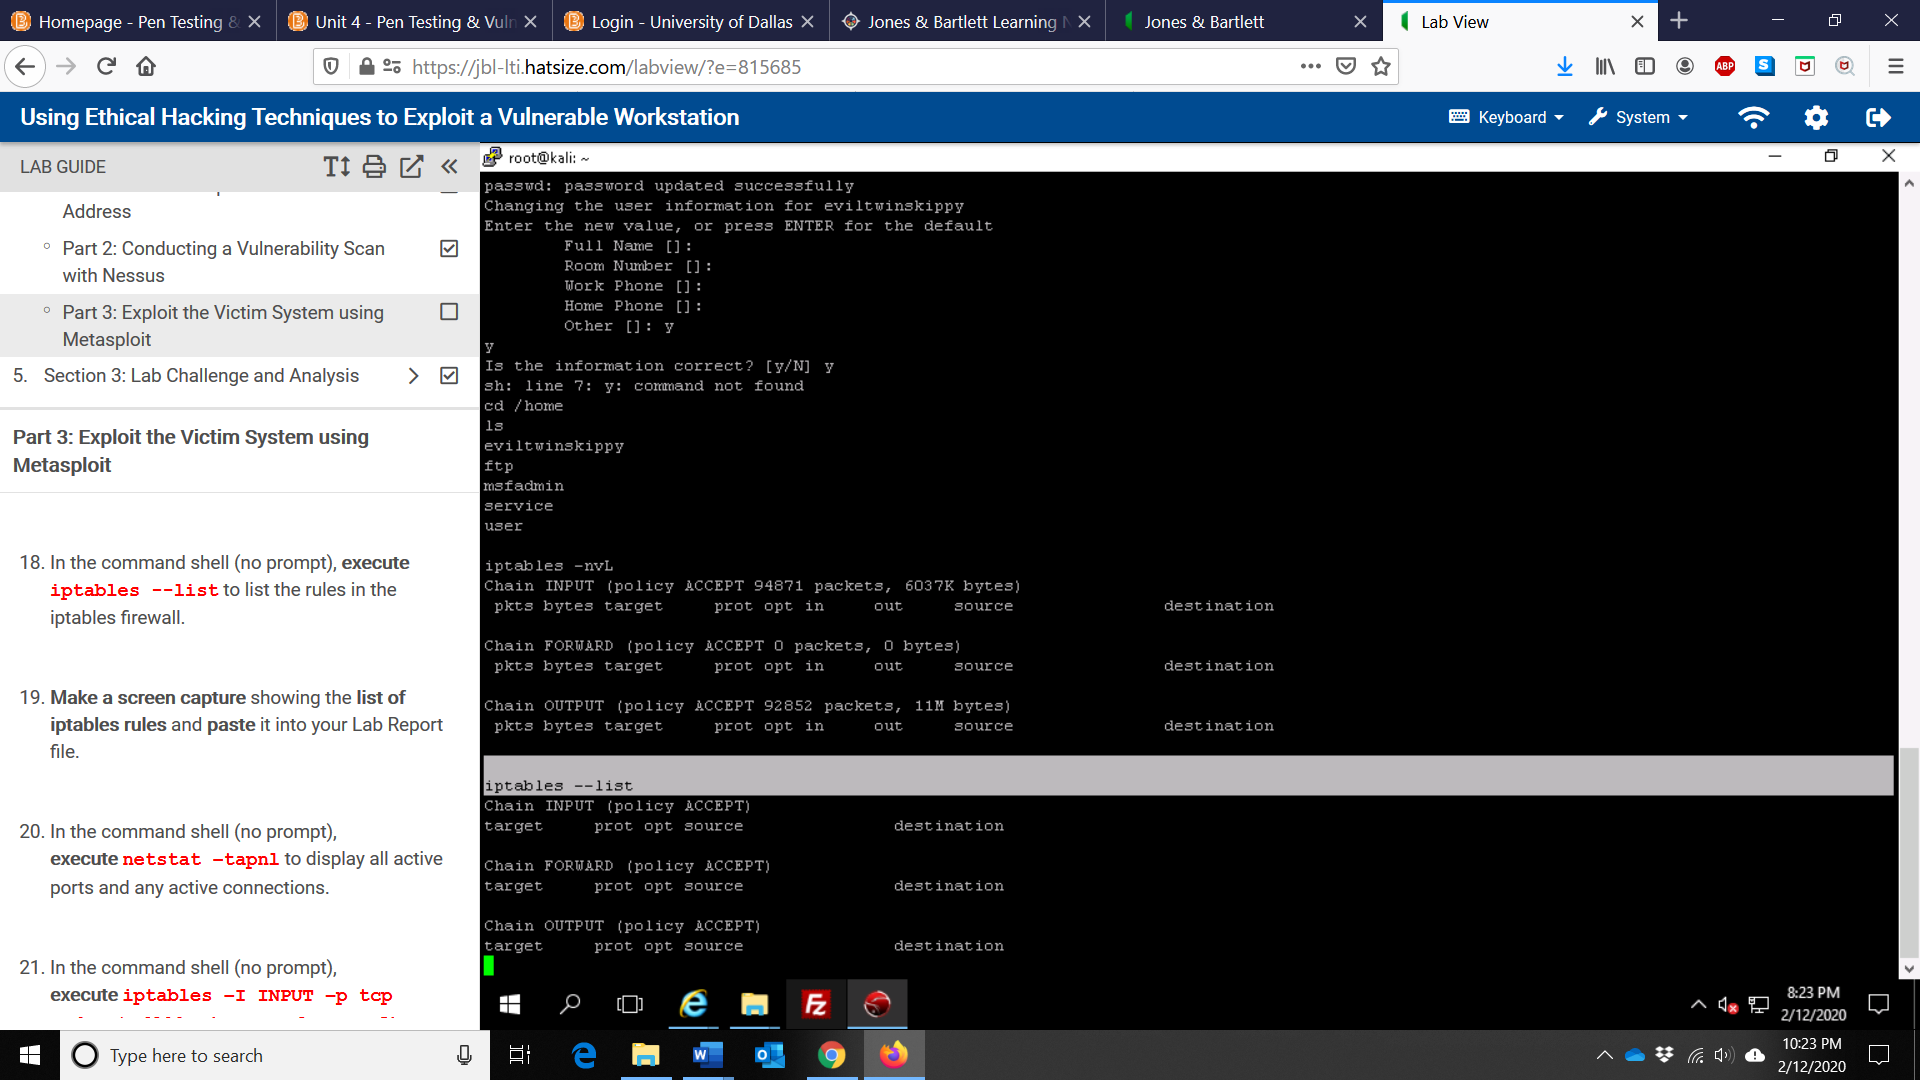 Homepage - Pen Testing &
Unit 4 - Pen Testing & Vuln
Login - University of Dallas
Jones & Bartlett Learning N
Jones & Bartlett
Lab View
https://jbl-lti.hatsize.com/labview/?e=815685
ABP
S
Using Ethical Hacking Techniques to Exploit a Vulnerable Workstation
Keyboard
System
LAB GUIDE
Address
Part 2: Conducting a Vulnerability Scan
with Nessus
Part 3: Exploit the Victim System using
Metasploit
5. Section 3: Lab Challenge and Analysis
Part 3: Exploit the Victim System using
Metasploit
18. In the command shell (no prompt), execute
iptables --list to list the rules in the
iptables firewall.
19. Make a screen capture showing the list of
iptables rules and paste it into your Lab Report
file.
20. In the command shell (no prompt),
execute netstat -tapnl to display all active
ports and any active connections.
21. In the command shell (no prompt),
execute iptables -I INPUT -p tcp
root@kali: ~
passwd: password updated successfully
Changing the user information for eviltwinskippy
Enter the new value, or press ENTER for the default
Full Name []:
Room Number []:
Work Phone []:
Home Phone []:
Other []: y
y
Is the information correct? [y/N] y
sh: line 7: y: command not found
cd /home
ls
eviltwinskippy
ftp
msfadmin
service
user
iptables -nvL
Chain INPUT (policy ACCEPT 94871 packets, 6037K bytes)
pkts bytes target prot opt in out source destination
Chain FORWARD (policy ACCEPT 0 packets, 0 bytes)
pkts bytes target prot opt in out source destination
Chain OUTPUT (policy ACCEPT 92852 packets, 11M bytes)
pkts bytes target prot opt in out source destination
iptables --list
Chain INPUT (policy ACCEPT)
target prot opt source destination
Chain FORWARD (policy ACCEPT)
target prot opt source destination
Chain OUTPUT (policy ACCEPT)
target prot opt source destination
Fz
8:23 PM
2/12/2020
Type here to search
10:23 PM
2/12/2020